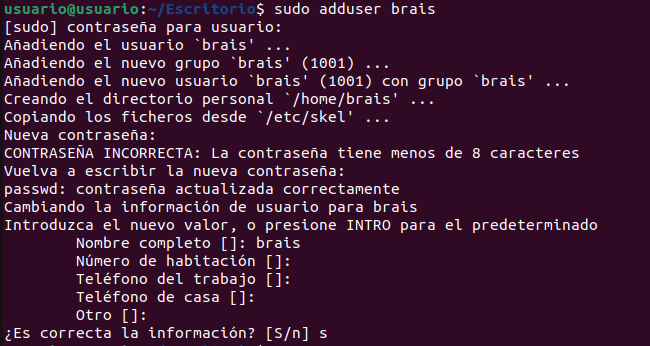 usuario@usuario:~/Escritorio$ sudo adduser brais
[sudo] contraseña para usuario:
Añadiendo el usuario `brais' ...
Añadiendo el nuevo grupo `brais' (1001) ...
Añadiendo el nuevo usuario `brais' (1001) con grupo `brais' ...
Creando el directorio personal `/home/brais' ...
Copiando los ficheros desde `/etc/skel' ...
Nueva contraseña:
CONTRASEÑA INCORRECTA: La contraseña tiene menos de 8 caracteres
Vuelva a escribir la nueva contraseña:
passwd: contraseña actualizada correctamente
Cambiando la información de usuario para brais
Introduzca el nuevo valor, o presione INTRO para el predeterminado
Nombre completo []: brais
Número de habitación []:
Teléfono del trabajo []:
Teléfono de casa []:
Otro []:
¿Es correcta la información? [S/n] s